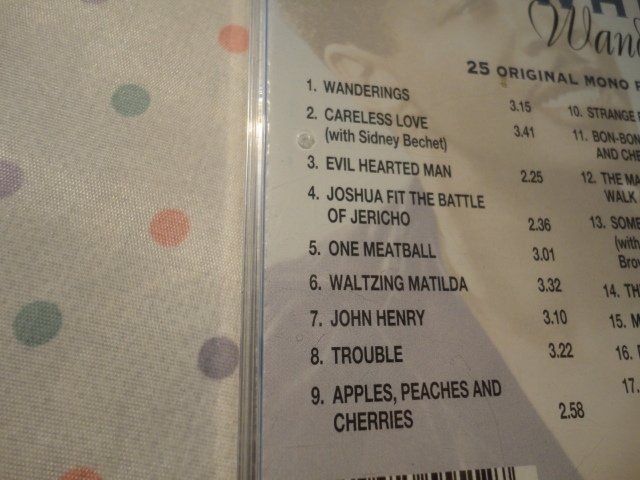 25 ORIGINAL MONO
1. WANDERINGS 3.15
2. CARELESS LOVE
(with Sidney Bechet) 3.41
3. EVIL HEARTED MAN 2.25
4. JOSHUA FIT THE BATTLE
OF JERICHO 2.36
5. ONE MEATBALL 3.01
6. WALTZING MATILDA 3.32
7. JOHN HENRY 3.10
8. TROUBLE 3.22
9. APPLES, PEACHES AND
CHERRIES 2.58
10. STRANGE
11. BON-BON
AND CHE
12. THE MA
WALK
13. SOME
(with
Brow
14. TH
15. M
16.
17.